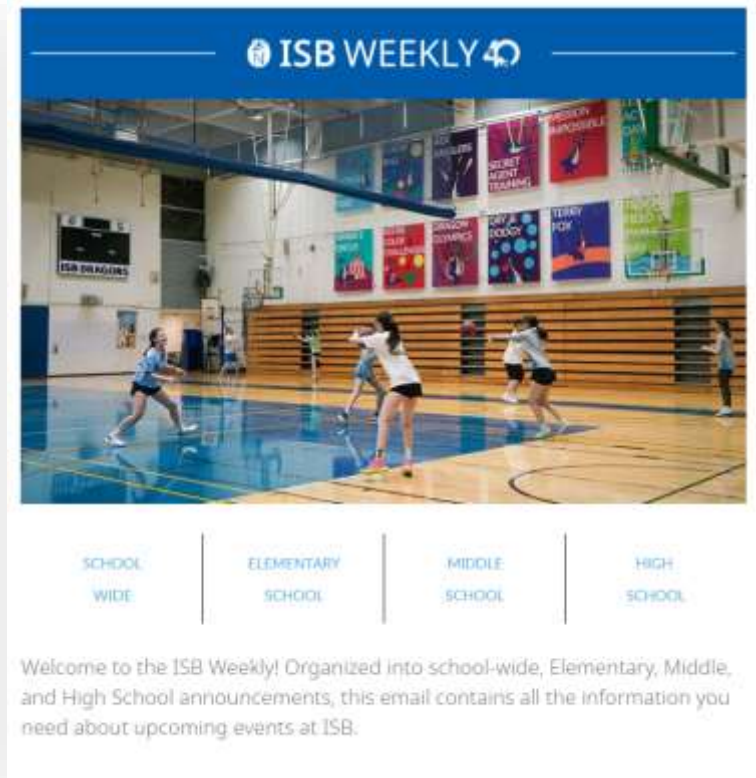 ISB WEEKLY 40
MISSION
IMPOSSIBLE
SECRET
AGENT
TRAINING
DRAGON
OLYMPICS
TERRY
FOX
ISB DRAGONS
SCHOOL
WIDE
ELEMENTARY
SCHOOL
MIDDLE
SCHOOL
HIGH
SCHOOL
Welcome to the ISB Weekly! Organized into school-wide, Elementary, Middle,
and High School announcements, this email contains all the information you
need about upcoming events at ISB.